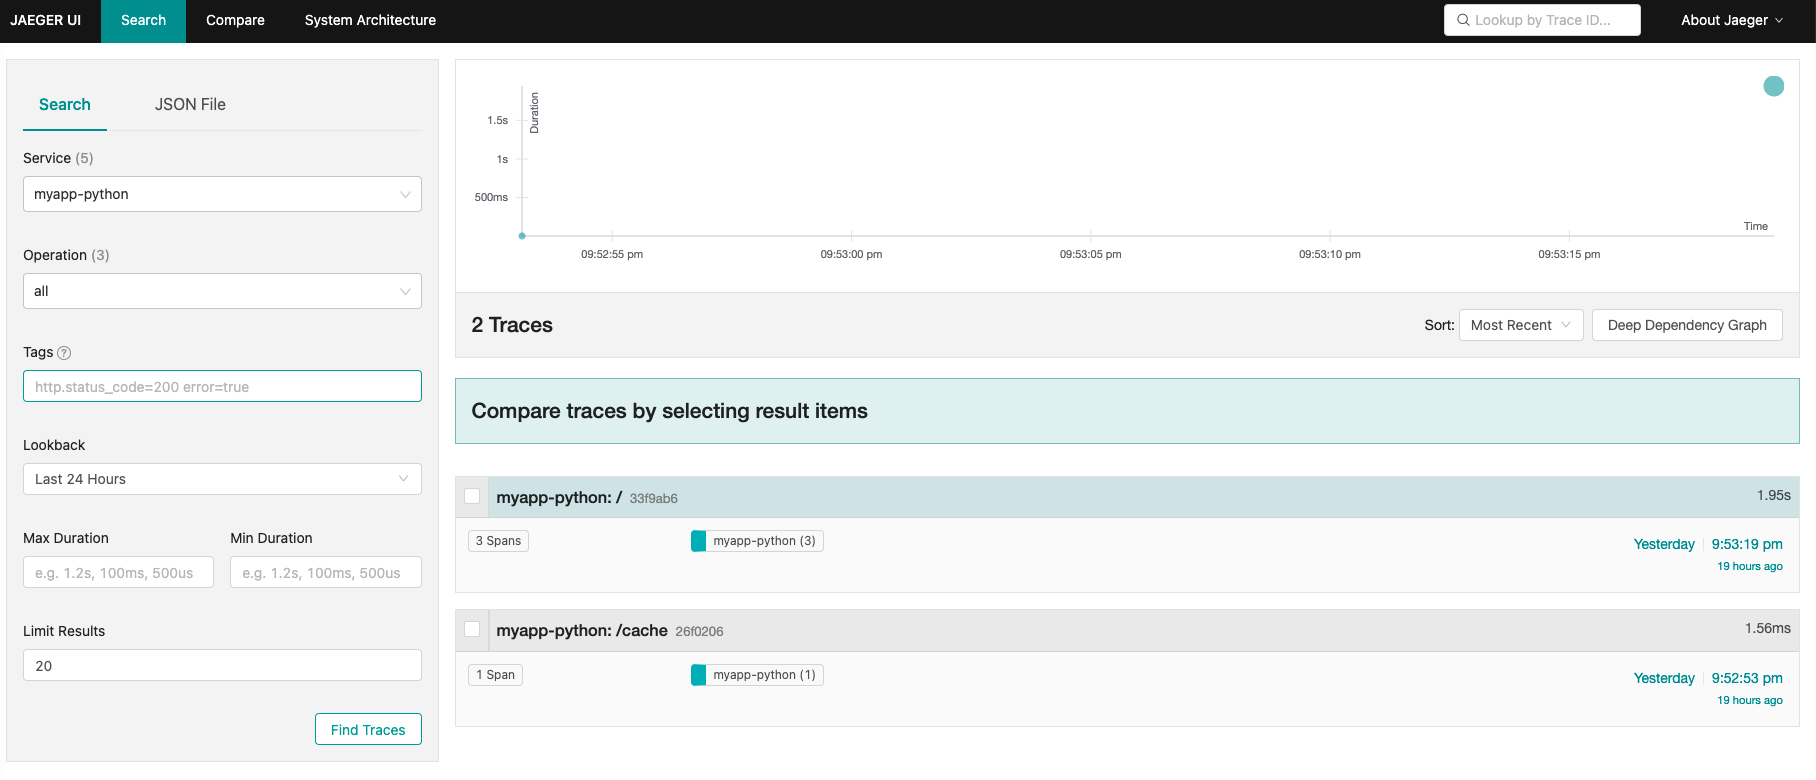 JAEGER UI Search Compare System Architecture Lookup by Trace ID... About Jaeger
Search JSON File
Service (5)
myapp-python
Operation (3)
all
Tags ?
http.status_code=200 error=true
Lookback
Last 24 Hours
Max Duration Min Duration
e.g. 1.2s, 100ms, 500us e.g. 1.2s, 100ms, 500us
Limit Results
20
Find Traces
Duration
1.5s
1s
500ms
Time
09:52:55 pm 09:53:00 pm 09:53:05 pm 09:53:10 pm 09:53:15 pm
2 Traces Sort: Most Recent Deep Dependency Graph
Compare traces by selecting result items
myapp-python: / 33f9ab6 1.95s
3 Spans myapp-python (3) Yesterday 9:53:19 pm
19 hours ago
myapp-python: /cache 26f0206 1.56ms
1 Span myapp-python (1) Yesterday 9:52:53 pm
19 hours ago